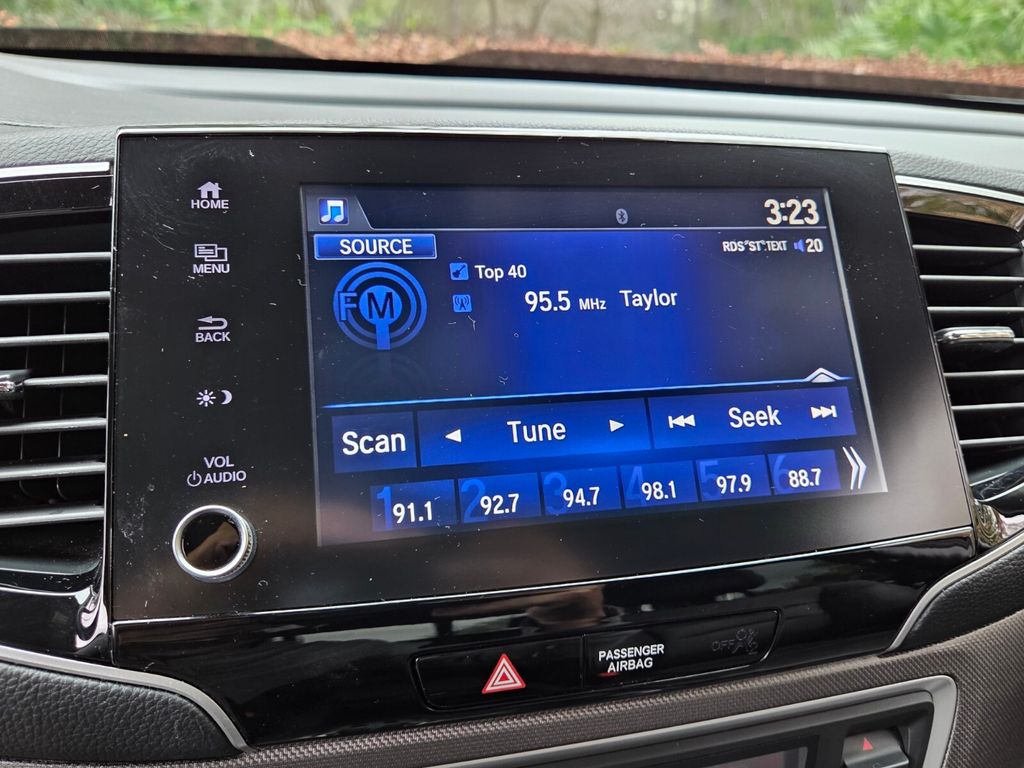 HOME
MENU
BACK
VOL
AUDIO
3:23
SOURCE
RDS ST TEXT 20
FM
Top 40
95.5 MHz Taylor
Scan Tune Seek
1 91.1 2 92.7 3 94.7 4 98.1 5 97.9 6 88.7
PASSENGER
AIRBAG
OFF